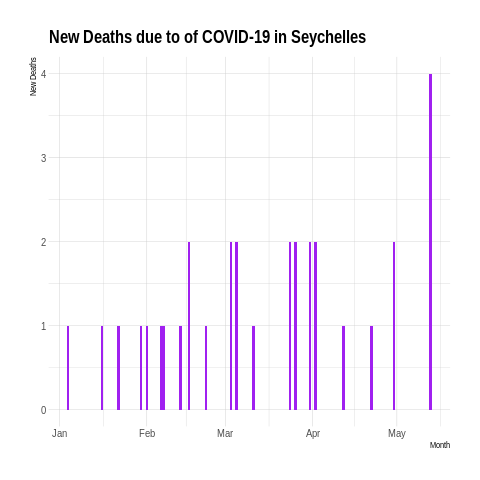 New Deaths due to of COVID-19 in Seychelles
New Deaths
4
3
2
1
0
Jan Feb Mar Apr May
Month